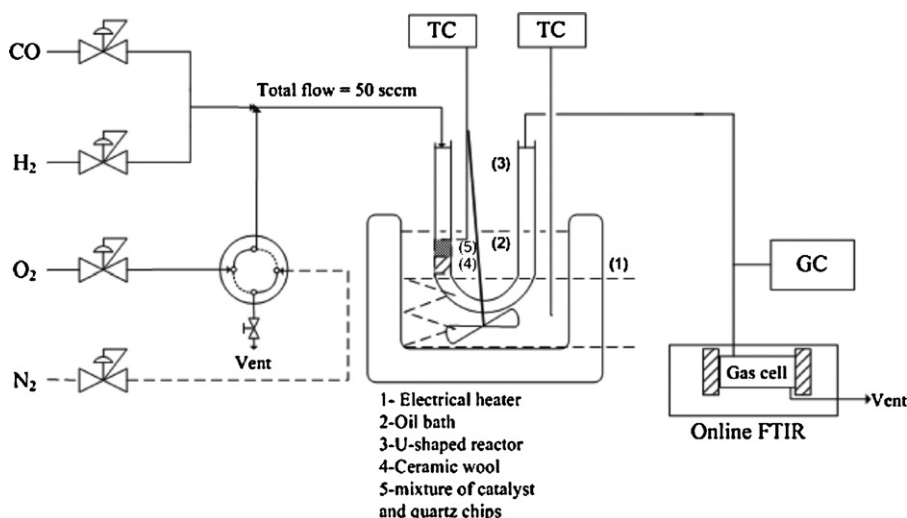 CO
H₂
O₂
N₂
Total flow = 50 sccm
Vent
TC
TC
(3)
(2)
(5)
(4)
(1)
GC
Gas cell
Vent
Online FTIR
1- Electrical heater
2-Oil bath
3-U-shaped reactor
4-Ceramic wool
5-mixture of catalyst
and quartz chips